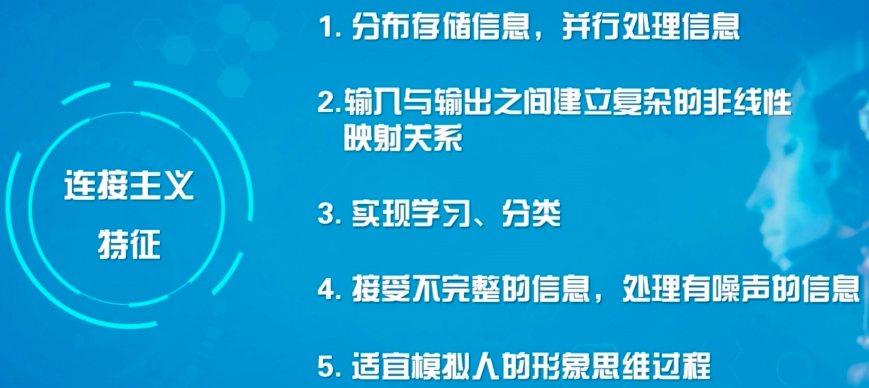 连接主义
特征
1. 分布存储信息，并行处理信息
2.输入与输出之间建立复杂的非线性
映射关系
3. 实现学习、分类
4. 接受不完整的信息，处理有噪声的信息
5. 适宜模拟人的形象思维过程